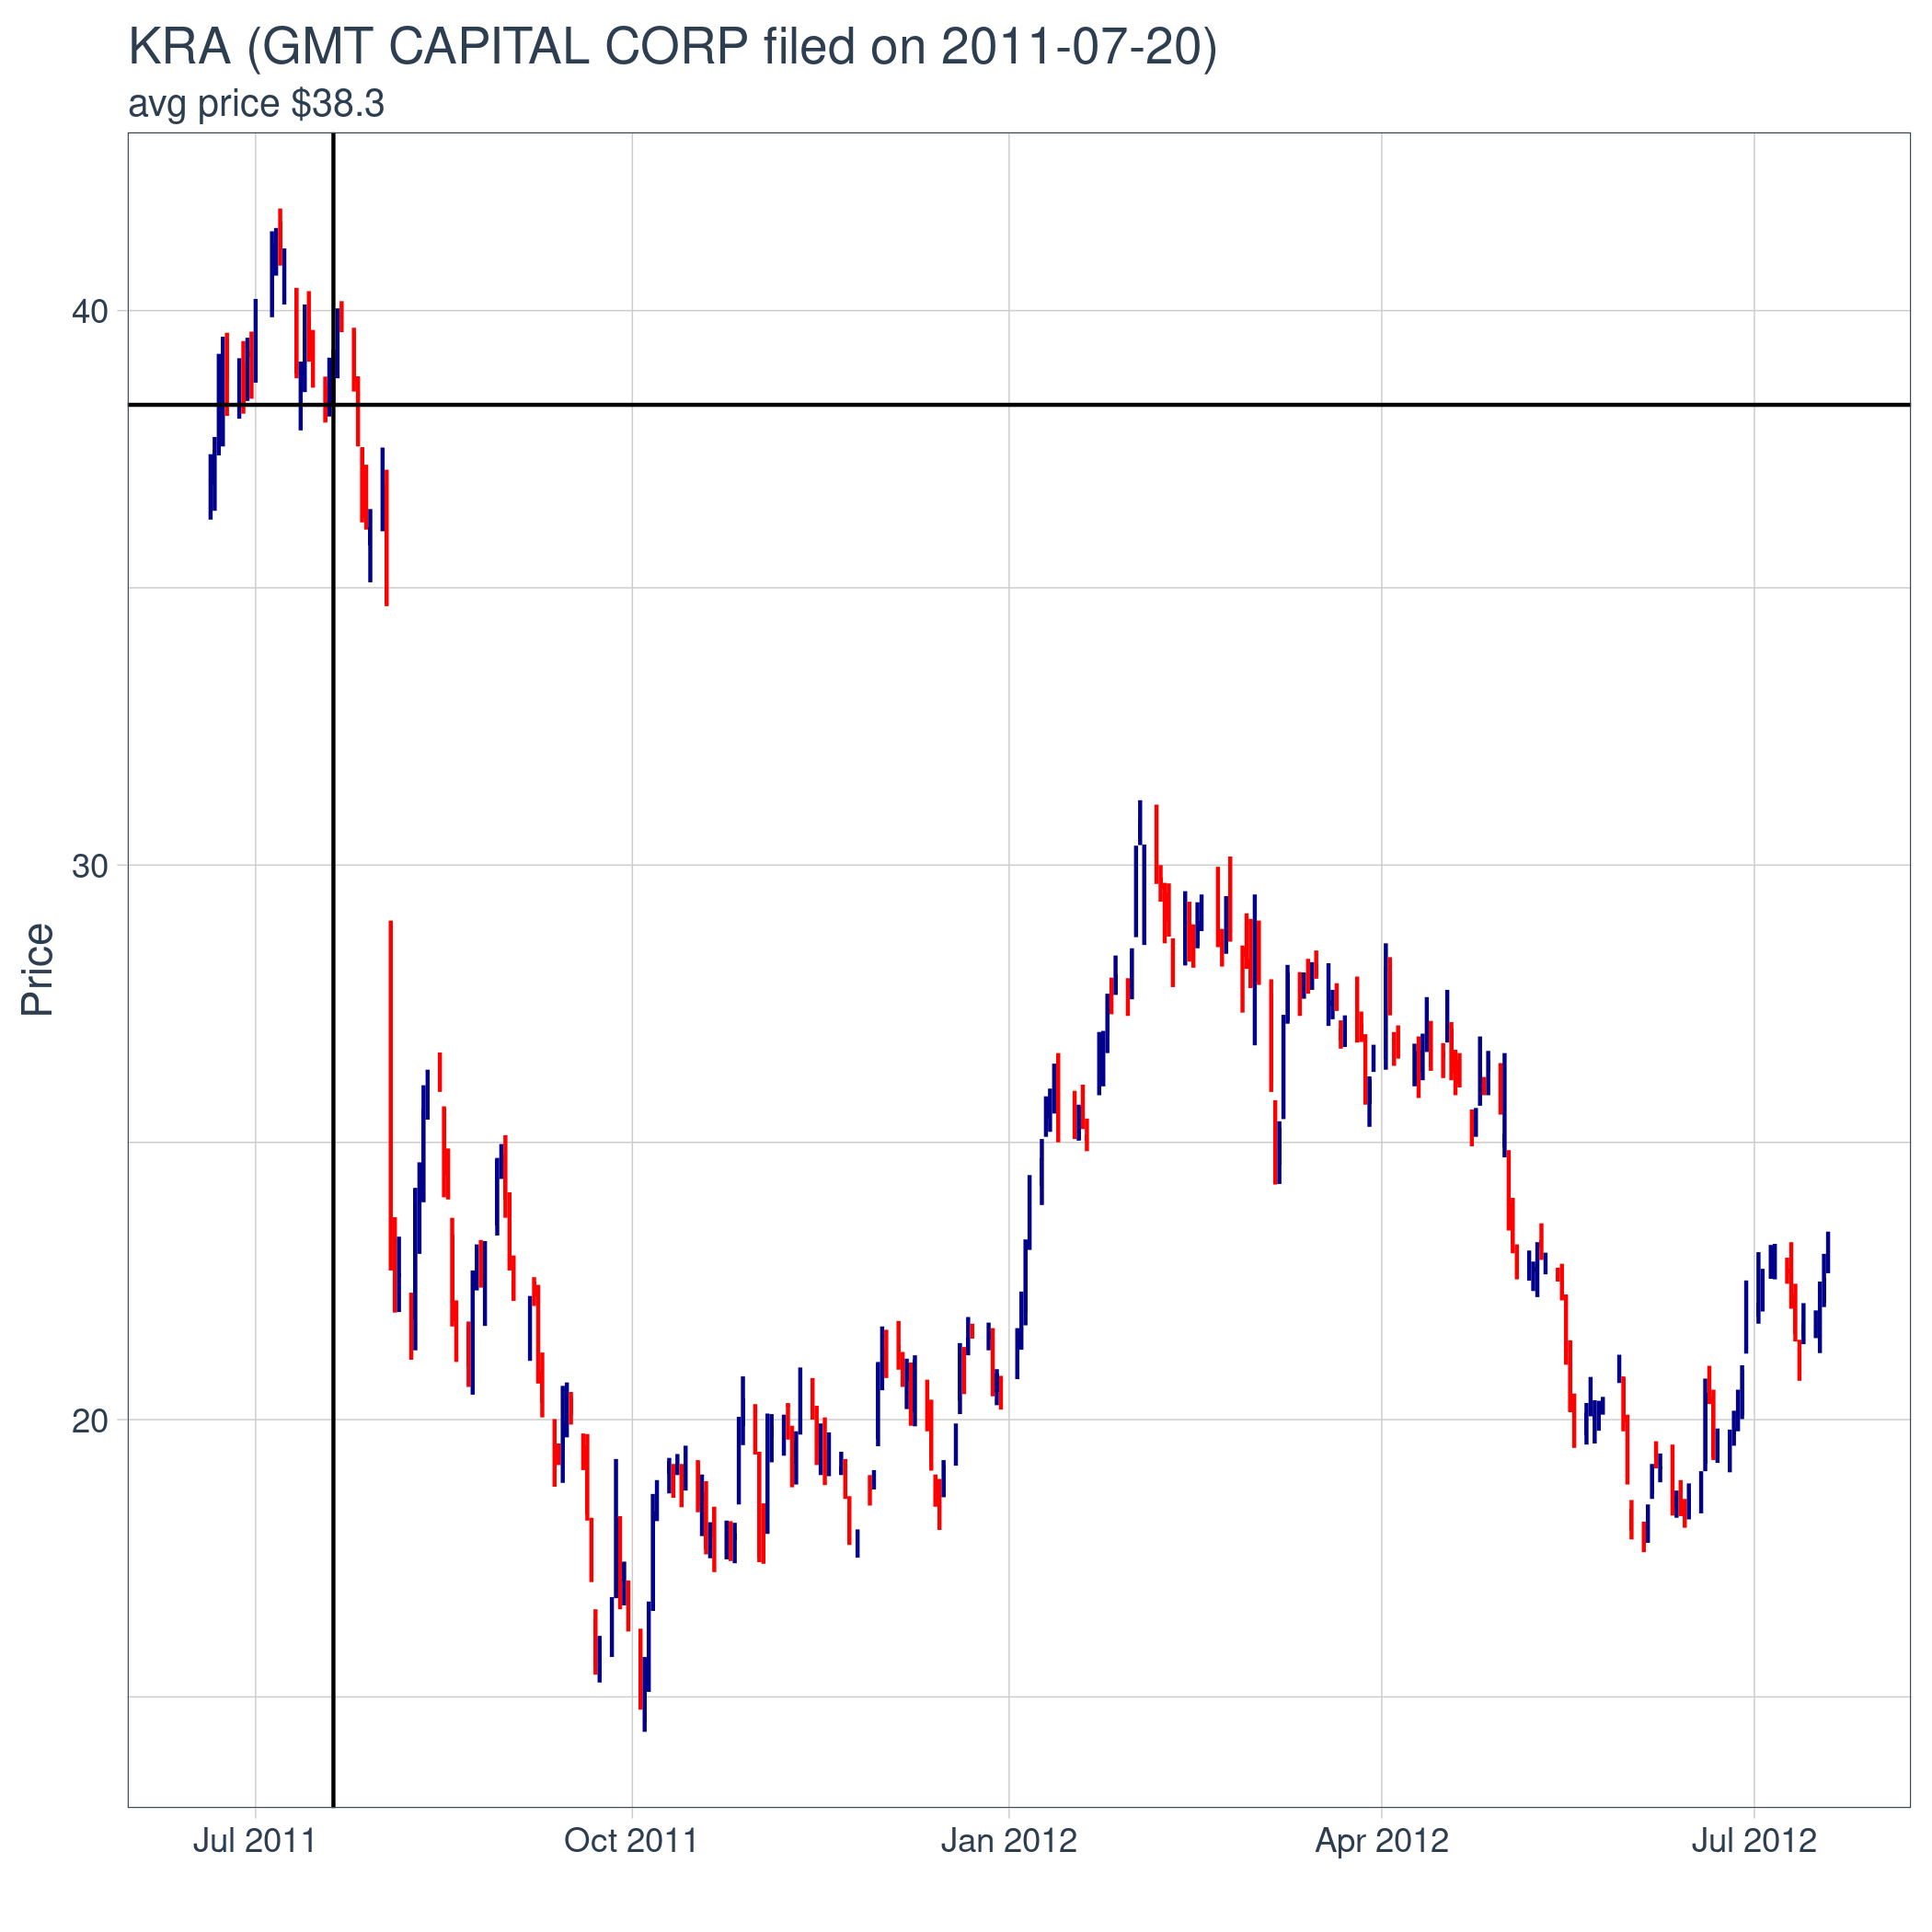 KRA (GMT CAPITAL CORP filed on 2011-07-20)
avg price $38.3
40
30
20
Price
Jul 2011
Oct 2011
Jan 2012
Apr 2012
Jul 2012